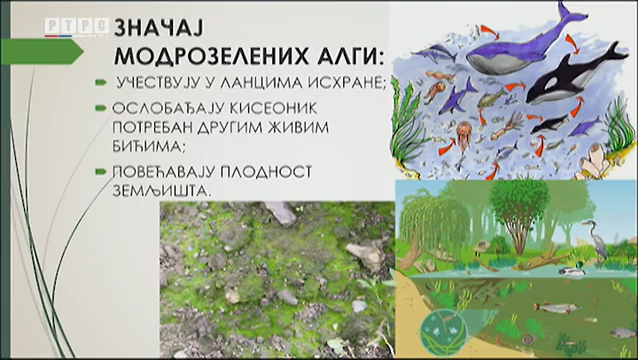 РТРС
ЗНАЧАЈ
МОДРОЗЕЛЕНИХ АЛГИ:
УЧЕСТВУЈУ У ЛАНЦИМА ИСХРАНЕ;
ОСЛОБАЂАЈУ КИСЕОНИК
ПОТРЕБАН ДРУГИМ ЖИВИМ
БИЋИМА;
ПОВЕЋАВАЈУ ПЛОДНОСТ
ЗЕМЉИШТА.